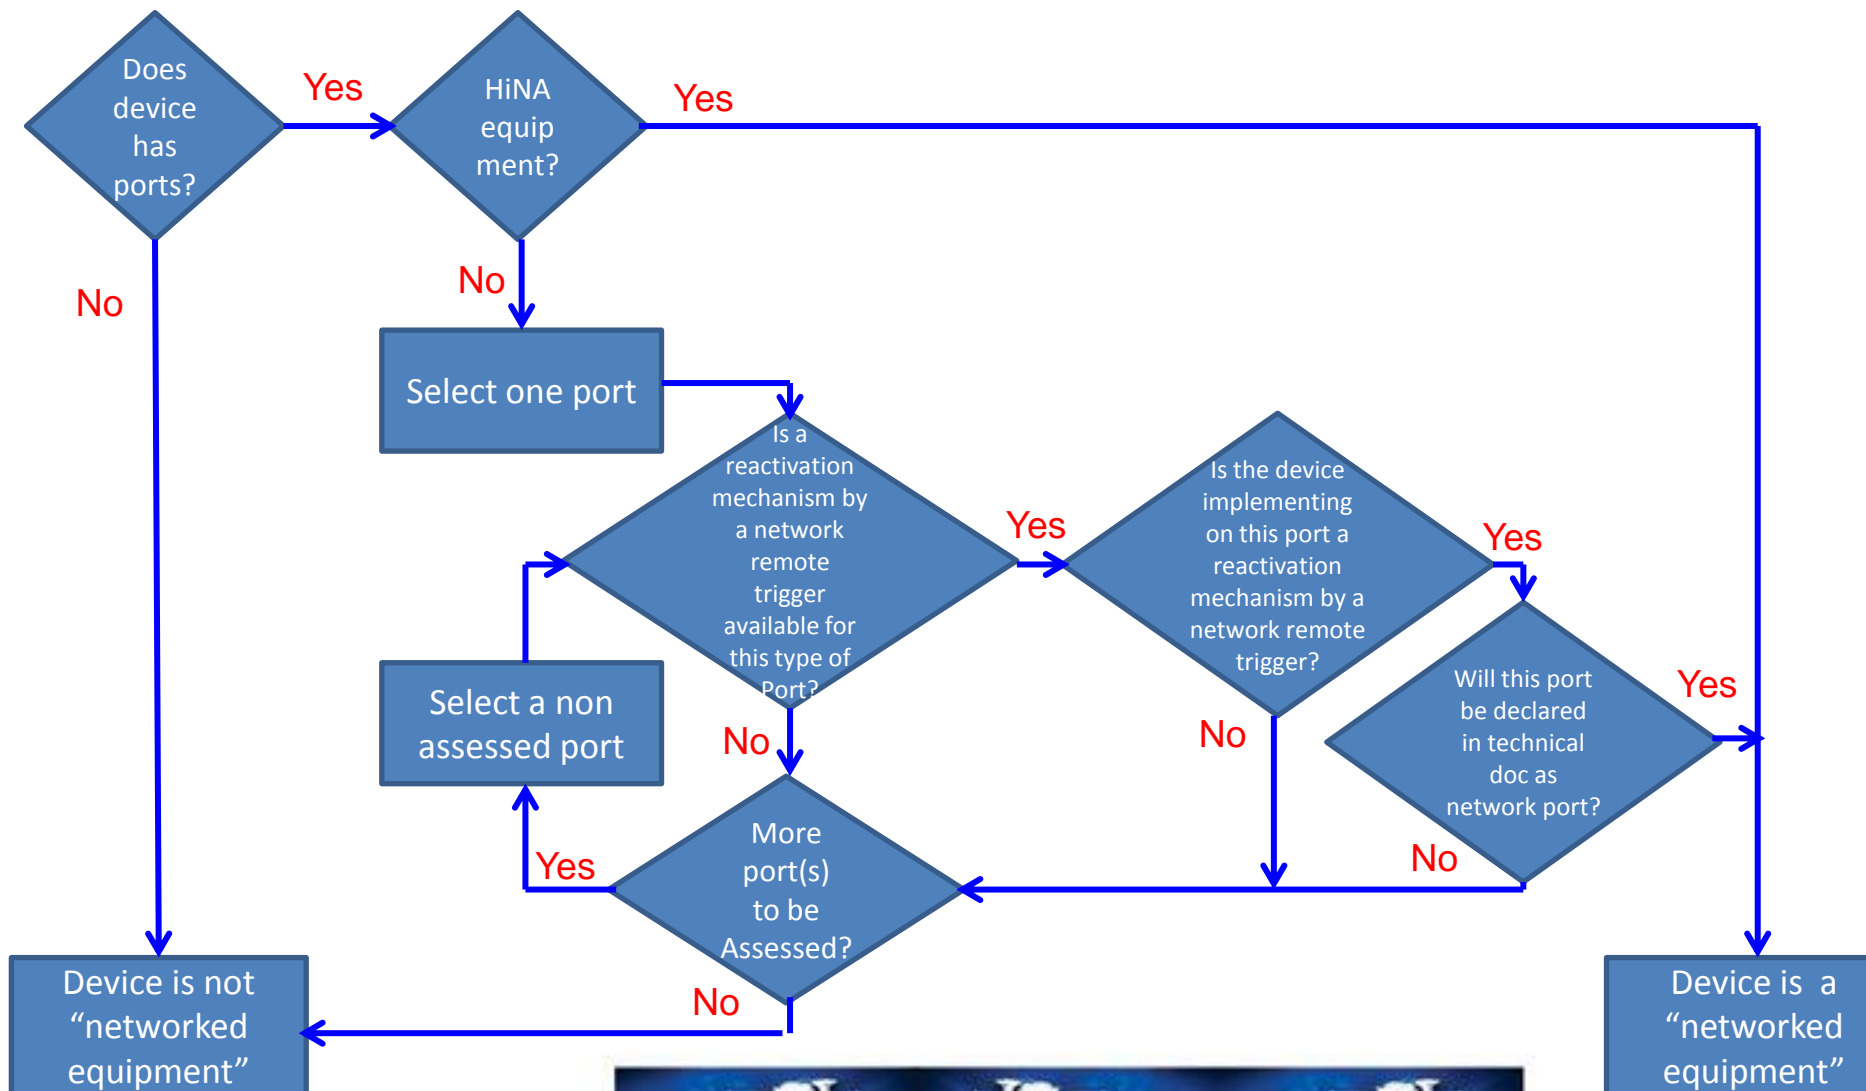 Does
device
has
ports?
Yes
HiNA
equip
ment?
Yes
No
No
Select one port
Is a
reactivation
mechanism by
a network
remote
trigger
available for
this type of
Port?
Yes
Is the device
implementing
on this port a
reactivation
mechanism by a
network remote
trigger?
Yes
Will this port
be declared
in technical
doc as
network port?
Yes
Select a non
assessed port
No
No
No
More
port(s)
to be
Assessed?
Yes
No
Device is not
“networked
equipment”
Device is a
“networked
equipment”